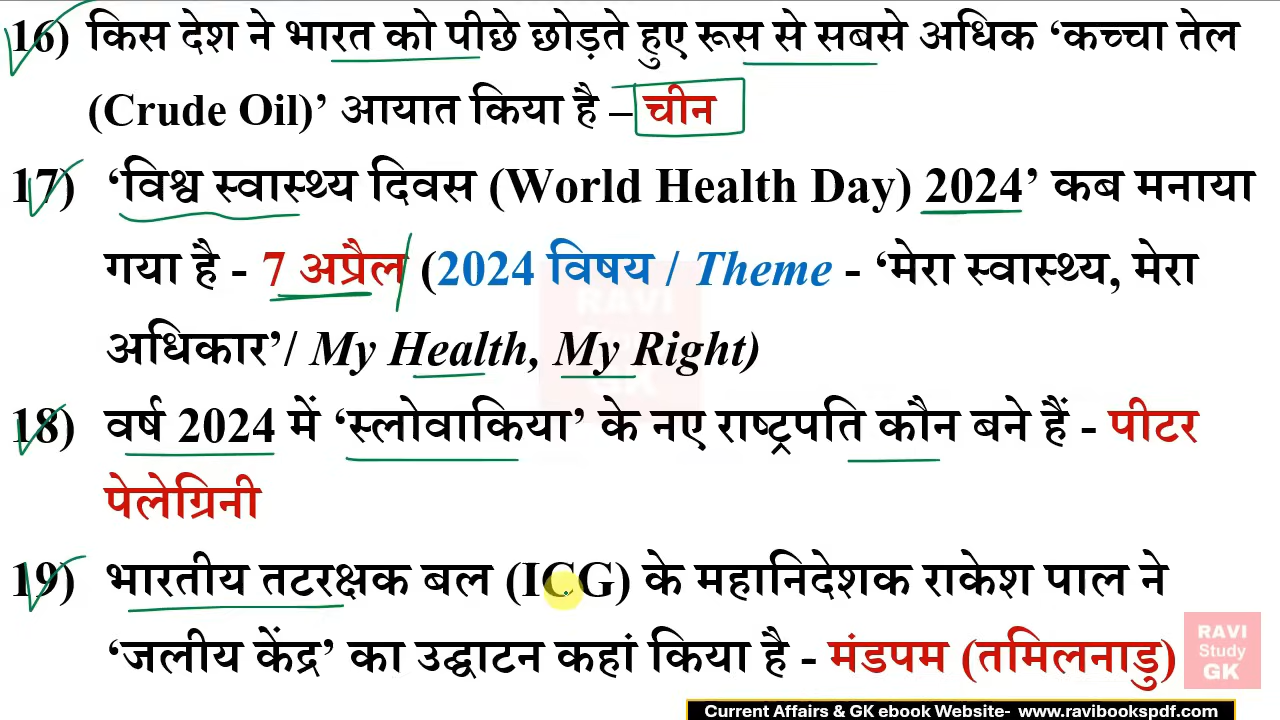 16) किस देश ने भारत को पीछे छोड़ते हुए रूस से सबसे अधिक ‘कच्चा तेल
(Crude Oil)’ आयात किया है – चीन
17) ‘विश्व स्वास्थ्य दिवस (World Health Day) 2024’ कब मनाया
गया है - 7 अप्रैल (2024 विषय / Theme - ‘मेरा स्वास्थ्य, मेरा
अधिकार’/ My Health, My Right)
18) वर्ष 2024 में ‘स्लोवाकिया’ के नए राष्ट्रपति कौन बने हैं - पीटर
पेलेग्रिनी
19) भारतीय तटरक्षक बल (ICG) के महानिदेशक राकेश पाल ने
‘जलीय केंद्र’ का उद्घाटन कहां किया है - मंडपम (तमिलनाडु)
RAVI
Study
GK
Current Affairs & GK ebook Website- www.ravibookspdf.com